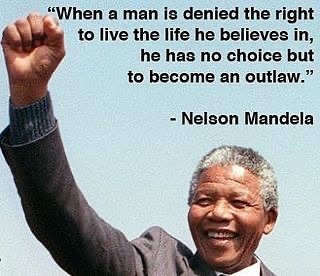 “When a man is denied the right
to live the life he believes in,
he has no choice but
to become an outlaw.”
- Nelson Mandela